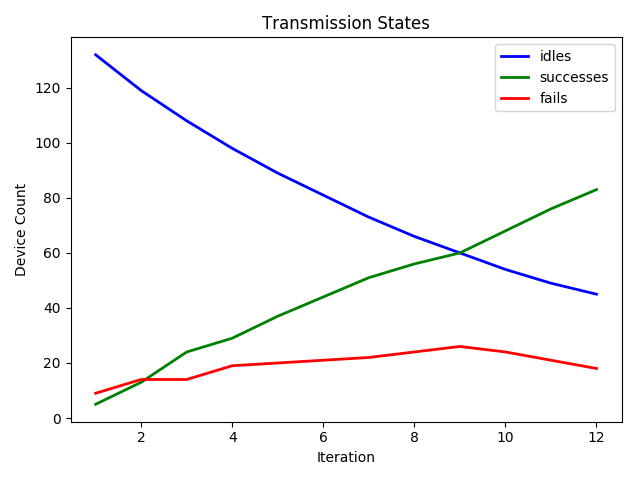 Transmission States
idles
successes
fails
Device Count
120
100
80
60
40
20
0
2 4 6 8 10 12
Iteration